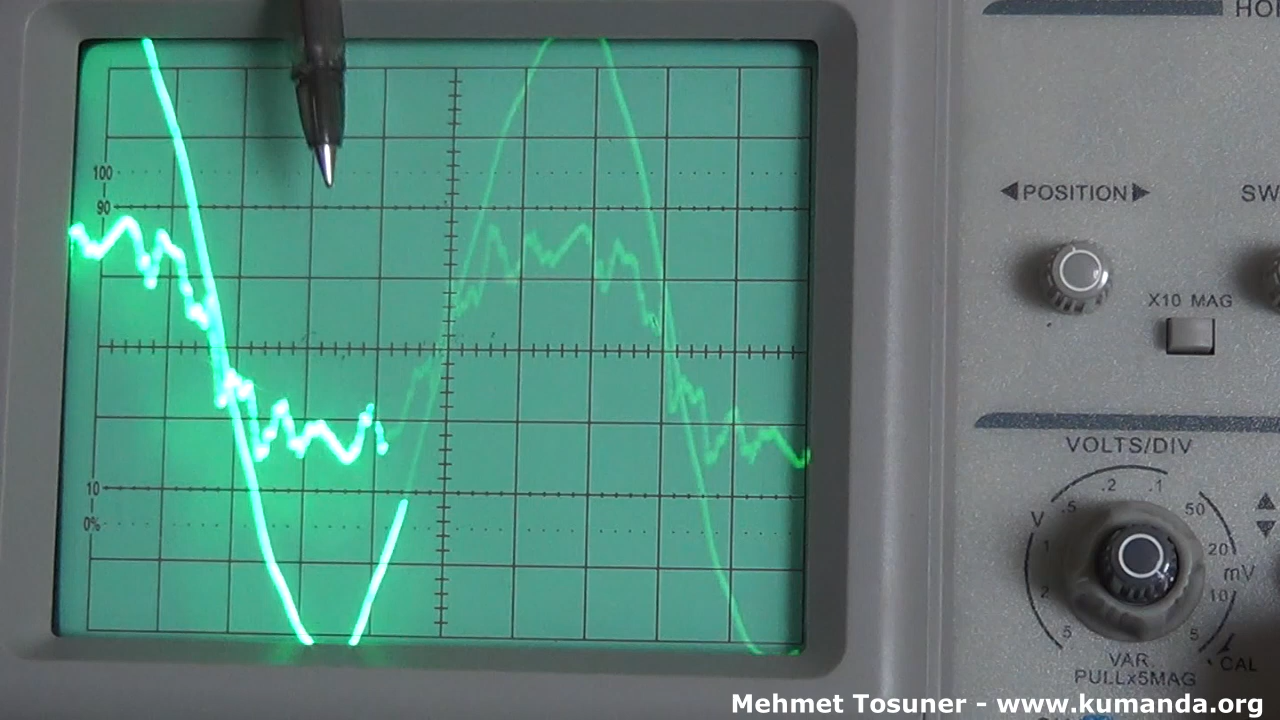 HO
100
90
◀POSITION▶
SW
X10 MAG
VOLTS/DIV
.2 .1
.5 50
V
1 20
mV
2 10
10
0%
5 5
VAR.
PULLx5MAG
CAL
Mehmet Tosuner - www.kumanda.org